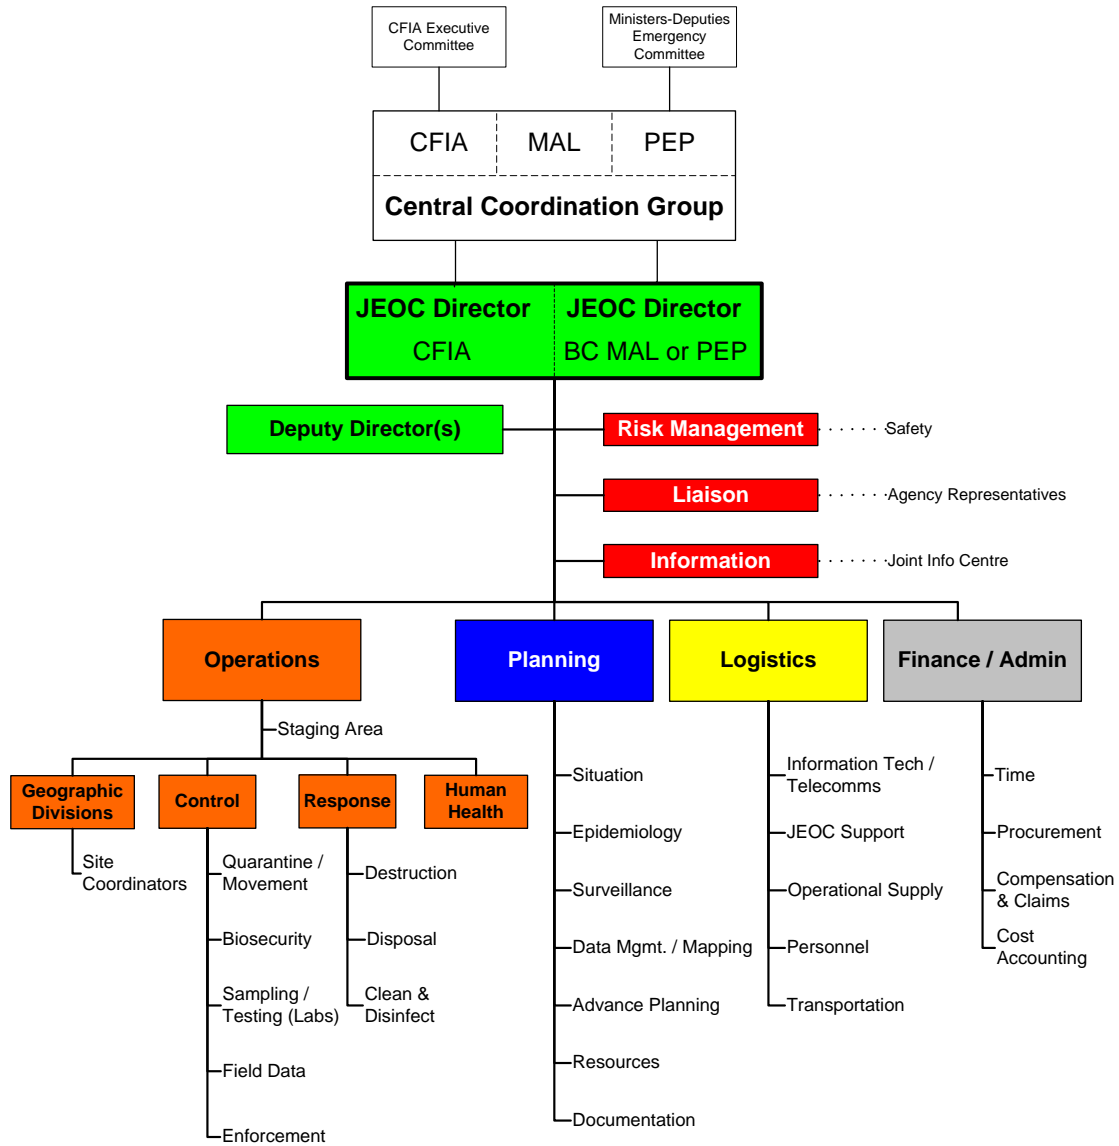 CFIA Executive
Committee
Ministers-Deputies
Emergency
Committee
CFIA
MAL
PEP
Central Coordination Group
JEOC Director
CFIA
JEOC Director
BC MAL or PEP
Deputy Director(s)
Risk Management
Safety
Liaison
Agency Representatives
Information
Joint Info Centre
Operations
Planning
Logistics
Finance / Admin
Staging Area
Geographic
Divisions
Control
Response
Human
Health
Site
Coordinators
Quarantine /
Movement
Biosecurity
Sampling /
Testing (Labs)
Field Data
Enforcement
Destruction
Disposal
Clean &
Disinfect
Situation
Epidemiology
Surveillance
Data Mgmt. / Mapping
Advance Planning
Resources
Documentation
Information Tech /
Telecomms
JEOC Support
Operational Supply
Personnel
Transportation
Time
Procurement
Compensation
& Claims
Cost
Accounting